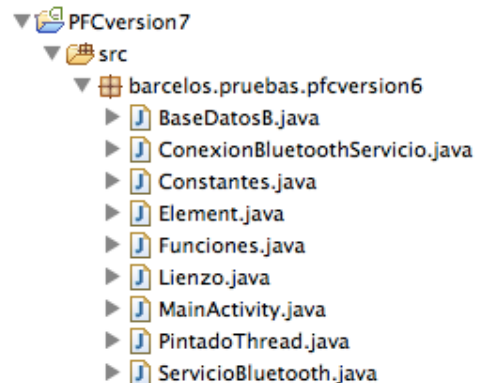 PFCversion7
src
barcelos.pruebas.pfcversion6
BaseDatosB.java
ConexionBluetoothServicio.java
Constantes.java
Element.java
Funciones.java
Lienzo.java
MainActivity.java
PintadoThread.java
ServicioBluetooth.java